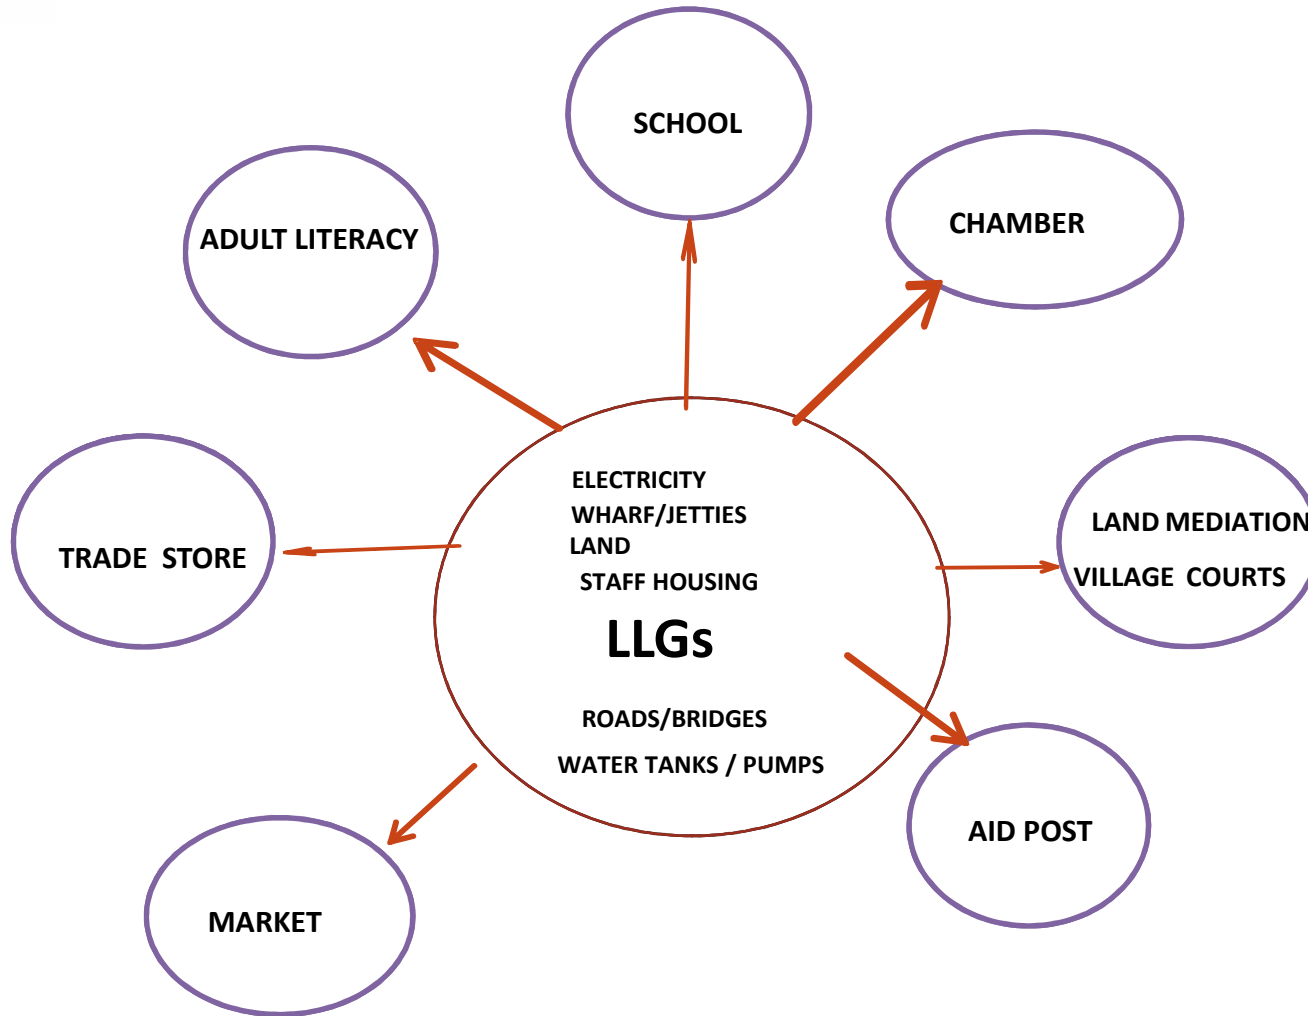 SCHOOL
CHAMBER
ADULT LITERACY
ELECTRICITY
WHARF/JETTIES
LAND
STAFF HOUSING
LLGs
ROADS/BRIDGES
WATER TANKS / PUMPS
TRADE STORE
LAND MEDIATION
VILLAGE COURTS
AID POST
MARKET